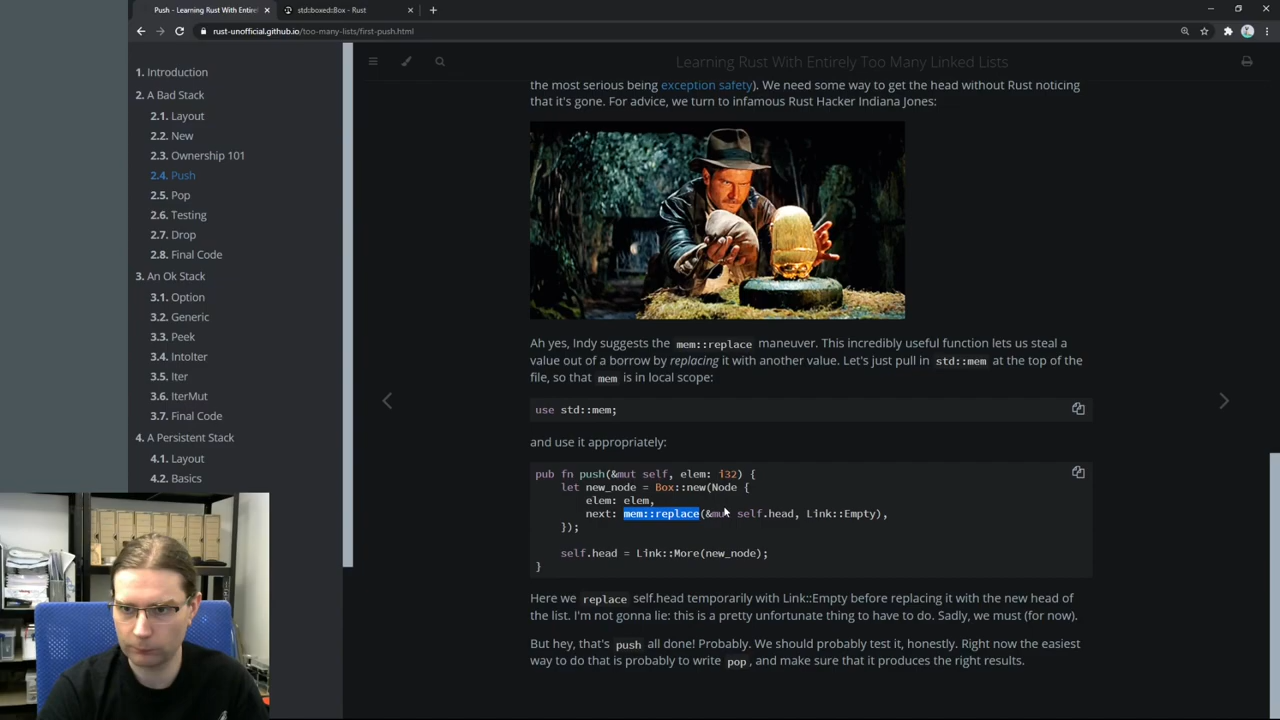 Push - Learning Rust With Entirel
std::boxed::Box - Rust
rust-unofficial.github.io/too-many-lists/first-push.html
Learning Rust With Entirely Too Many Linked Lists
1. Introduction
2. A Bad Stack
2.1. Layout
2.2. New
2.3. Ownership 101
2.4. Push
2.5. Pop
2.6. Testing
2.7. Drop
2.8. Final Code
3. An Ok Stack
3.1. Option
3.2. Generic
3.3. Peek
3.4. IntoIter
3.5. Iter
3.6. IterMut
3.7. Final Code
4. A Persistent Stack
4.1. Layout
4.2. Basics
the most serious being exception safety). We need some way to get the head without Rust noticing
that it's gone. For advice, we turn to infamous Rust Hacker Indiana Jones:
Ah yes, Indy suggests the mem::replace maneuver. This incredibly useful function lets us steal a
value out of a borrow by replacing it with another value. Let's just pull in std::mem at the top of the
file, so that mem is in local scope:
use std::mem;
and use it appropriately:
pub fn push(&mut self, elem: i32) {
let new_node = Box::new(Node {
elem: elem,
next: mem::replace(&mut self.head, Link::Empty),
});
self.head = Link::More(new_node);
}
Here we replace self.head temporarily with Link::Empty before replacing it with the new head of
the list. I'm not gonna lie: this is a pretty unfortunate thing to have to do. Sadly, we must (for now).
But hey, that's push all done! Probably. We should probably test it, honestly. Right now the easiest
way to do that is probably to write pop, and make sure that it produces the right results.